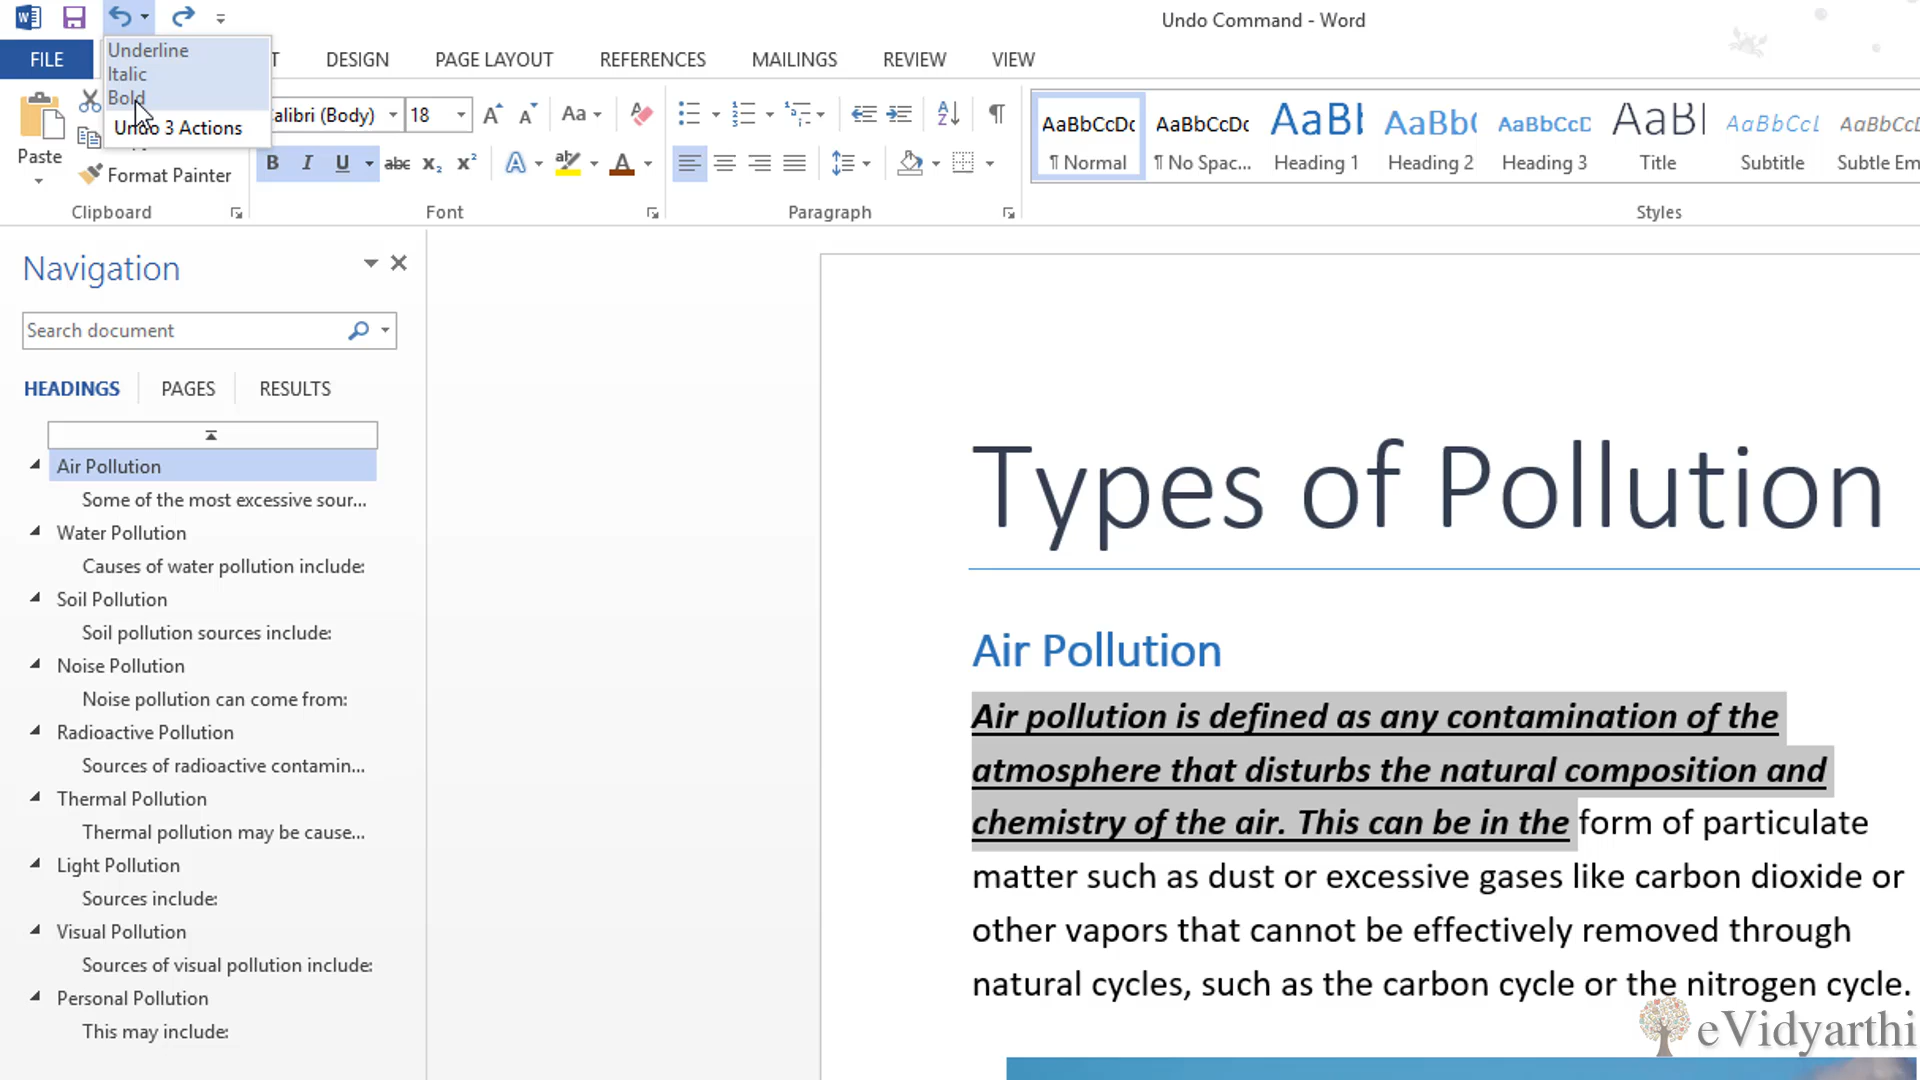 Undo Command - Word
FILE
DESIGN
PAGE LAYOUT
REFERENCES
MAILINGS
REVIEW
VIEW
Underline
Italic
Bold
Undo 3 Actions
Paste
Format Painter
Clipboard
alibri (Body)
18
Aa
B I U abc x₂ x²
A
A
Font
Paragraph
AaBbCcDc
¶ Normal
AaBbCcDc
¶ No Spac...
AaBl
Heading 1
AaBb(
Heading 2
AaBbCcD
Heading 3
AaBl
Title
AaBbCcL
Subtitle
AaBbCcD
Subtle Em
Styles
Navigation
Search document
HEADINGS
PAGES
RESULTS
Air Pollution
Some of the most excessive sour...
Water Pollution
Causes of water pollution include:
Soil Pollution
Soil pollution sources include:
Noise Pollution
Noise pollution can come from:
Radioactive Pollution
Sources of radioactive contamin...
Thermal Pollution
Thermal pollution may be cause...
Light Pollution
Sources include:
Visual Pollution
Sources of visual pollution include:
Personal Pollution
This may include:
Types of Pollution
Air Pollution
Air pollution is defined as any contamination of the
atmosphere that disturbs the natural composition and
chemistry of the air. This can be in the form of particulate
matter such as dust or excessive gases like carbon dioxide or
other vapors that cannot be effectively removed through
natural cycles, such as the carbon cycle or the nitrogen cycle.
eVidyarthi